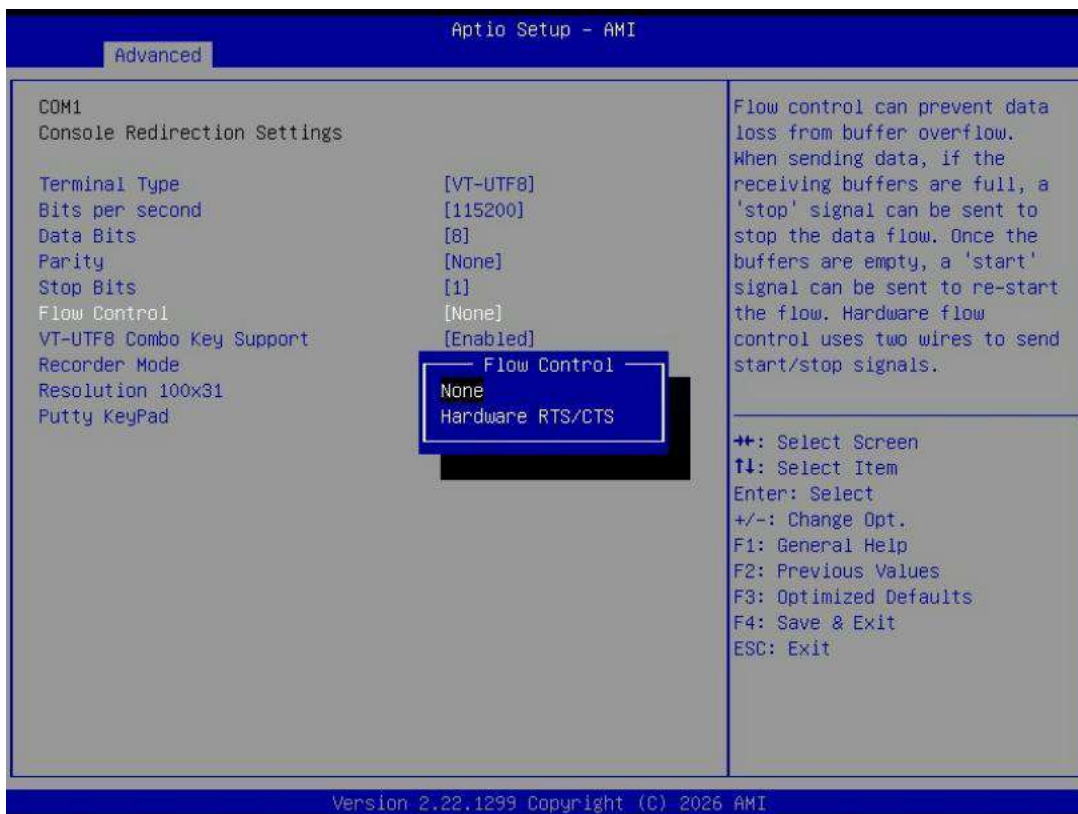 Aptio Setup – AMI
Advanced
COM1
Console Redirection Settings
Terminal Type [VT-UTF8]
Bits per second [115200]
Data Bits [8]
Parity [None]
Stop Bits [1]
Flow Control [None]
VT-UTF8 Combo Key Support [Enabled]
Recorder Mode
Resolution 100x31
Putty KeyPad
Flow Control
None
Hardware RTS/CTS
Flow control can prevent data
loss from buffer overflow.
When sending data, if the
receiving buffers are full, a
'stop' signal can be sent to
stop the data flow. Once the
buffers are empty, a 'start'
signal can be sent to re-start
the flow. Hardware flow
control uses two wires to send
start/stop signals.
→←: Select Screen
↑↓: Select Item
Enter: Select
+/-: Change Opt.
F1: General Help
F2: Previous Values
F3: Optimized Defaults
F4: Save & Exit
ESC: Exit
Version 2.22.1299 Copyright (C) 2026 AMI